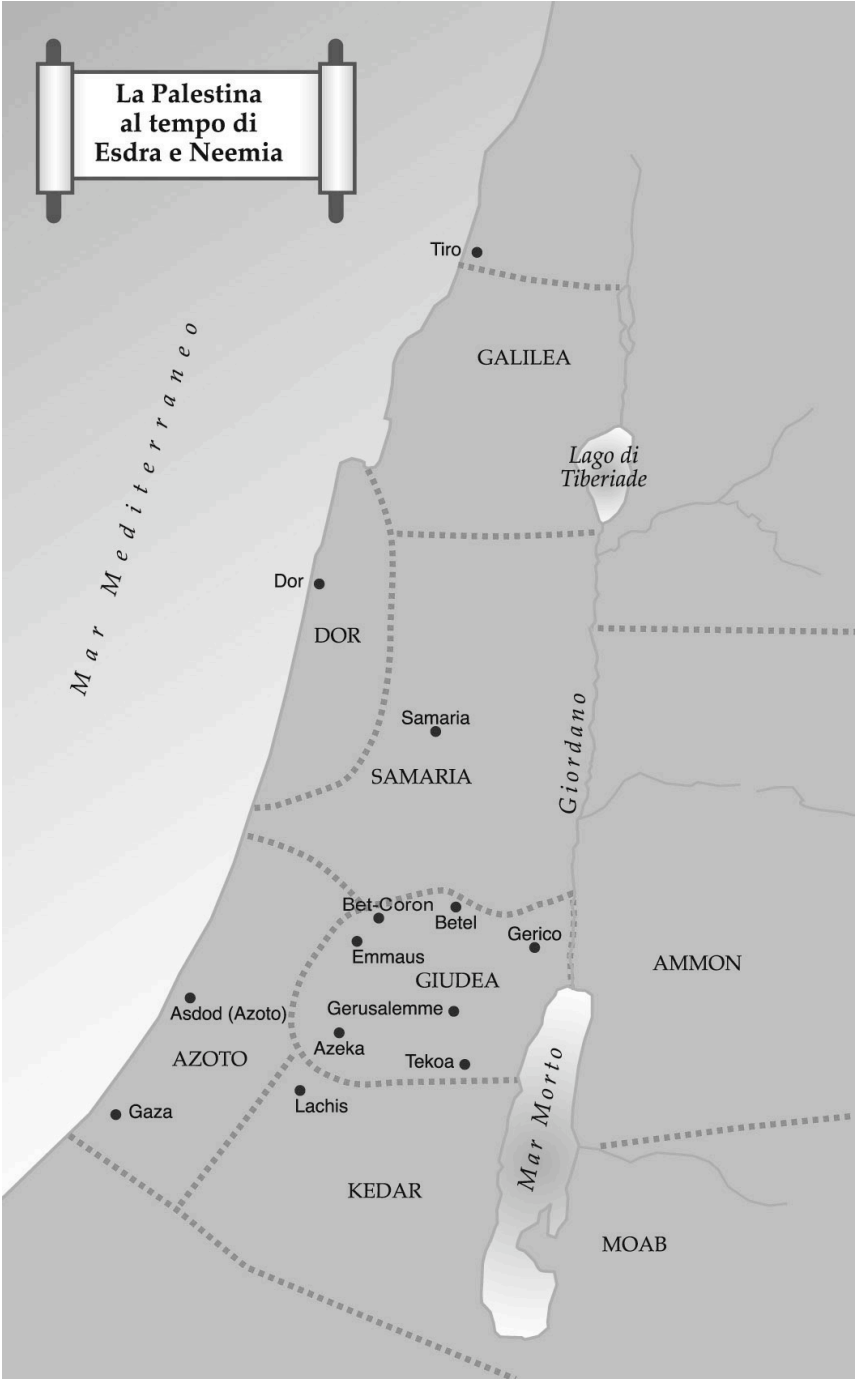 La Palestina
al tempo di
Esdra e Neemia
Tiro
GALILEA
Mar Mediterraneo
Lago di
Tiberiade
Dor
DOR
Giordano
Samaria
SAMARIA
Bet-Coron
Betel
Gerico
Emmaus
GIUDEA
AMMON
Asdod (Azoto)
Gerusalemme
Azeka
AZOTO
Tekoa
Mar Morto
Lachis
Gaza
KEDAR
MOAB